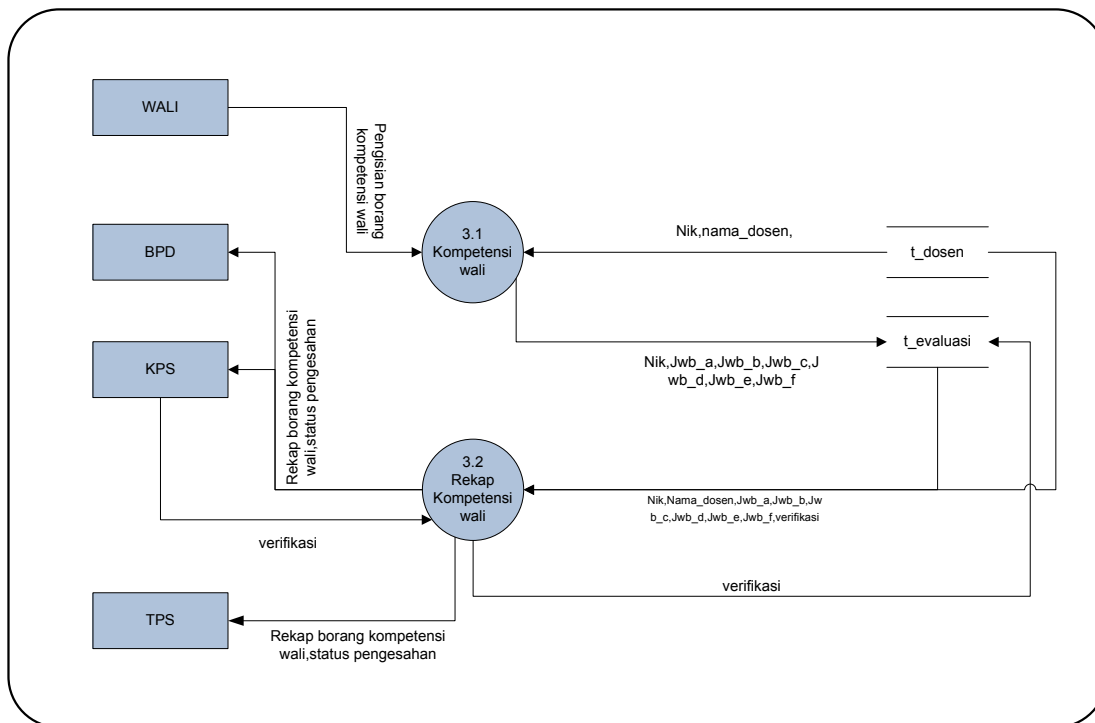 WALI
Pengisian borang
kompetensi wali
3.1
Kompetensi
wali
Nik,nama_dosen,
t_dosen
BPD
t_evaluasi
Nik,Jwb_a,Jwb_b,Jwb_c,J
wb_d,Jwb_e,Jwb_f
KPS
Rekap borang kompetensi
wali,status pengesahan
3.2
Rekap
Kompetensi
wali
Nik,Nama_dosen,Jwb_a,Jwb_b,Jw
b_c,Jwb_d,Jwb_e,Jwb_f,verifikasi
verifikasi
verifikasi
TPS
Rekap borang kompetensi
wali,status pengesahan